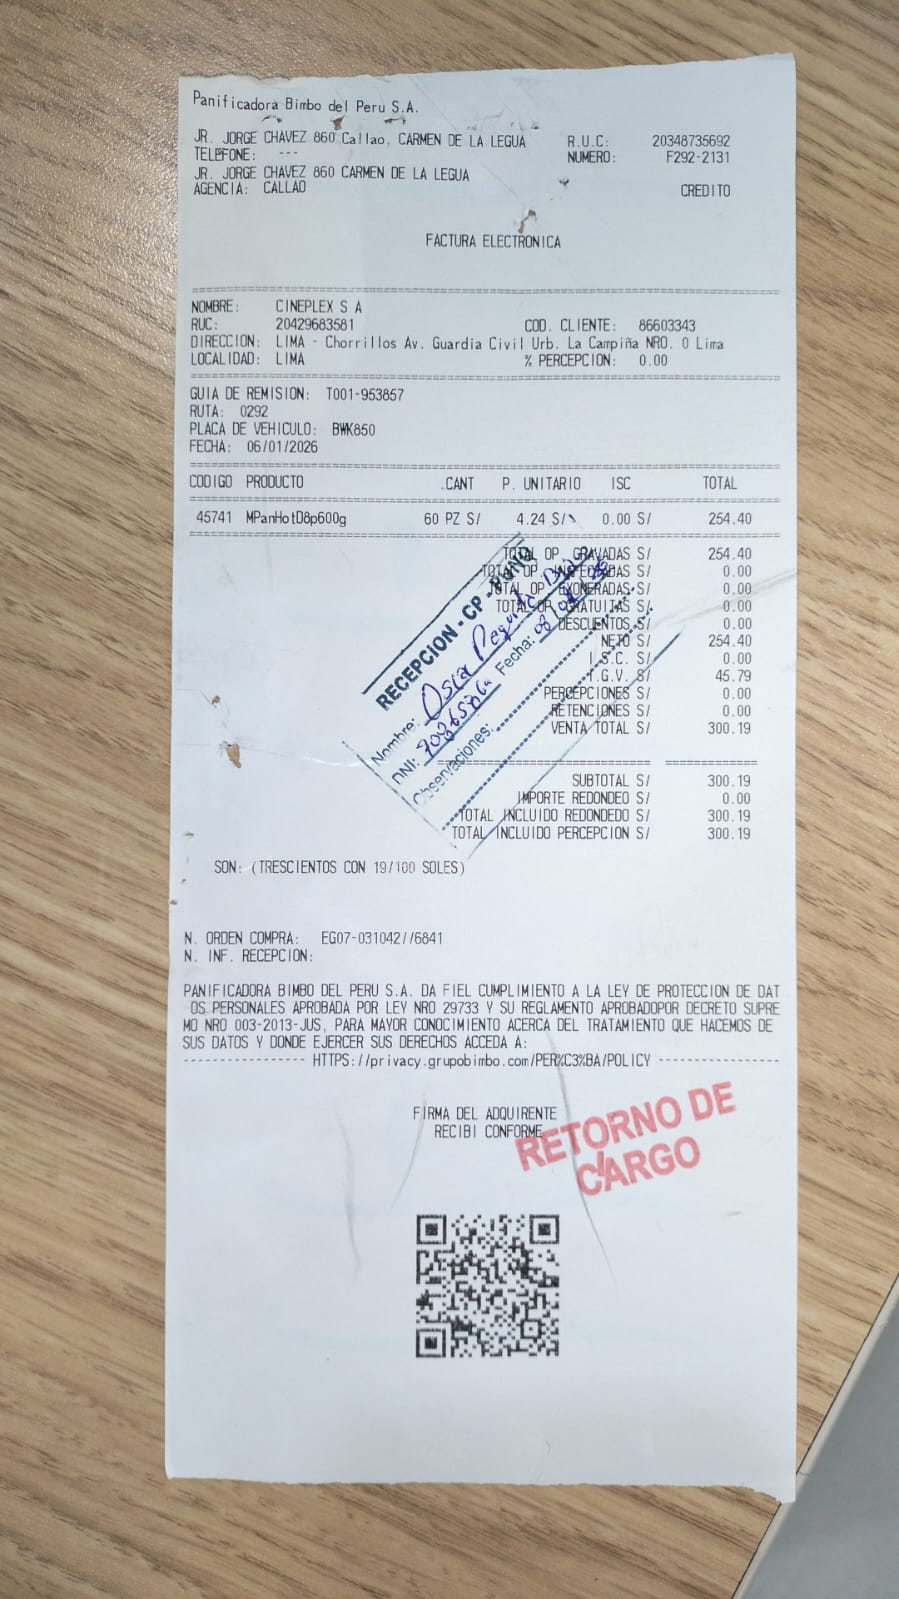 Panificadora Bimbo del Peru S.A.
JR. JORGE CHAVEZ 860 Callao, CARMEN DE LA LEGUA R.U.C: 20348735692
TELEFONE: --- NUMERO: F292-2131
JR. JORGE CHAVEZ 860 CARMEN DE LA LEGUA
AGENCIA: CALLAO CREDITO
FACTURA ELECTRONICA
NOMBRE: CINEPLEX S A
RUC: 20429683581 COD. CLIENTE: 86603343
DIRECCION: LIMA - Chorrillos Av. Guardia Civil Urb. La Campiña NRO. 0 Lima
LOCALIDAD: LIMA % PERCEPCION: 0.00
GUIA DE REMISION: T001-953857
RUTA: 0292
PLACA DE VEHICULO: BWK850
FECHA: 06/01/2026
CODIGO PRODUCTO .CANT P. UNITARIO ISC TOTAL
45741 MPanHotD8p600g 60 PZ S/ 4.24 S/ 0.00 S/ 254.40
TOTAL OP. GRAVADAS S/ 254.40
TOTAL OP. INAFECTADAS S/ 0.00
TOTAL OP. EXONERADAS S/ 0.00
TOTAL OP GRATUITAS S/ 0.00
DESCUENTOS S/ 0.00
NETO S/ 254.40
I.S.C. S/ 0.00
I.G.V. S/ 45.79
PERCEPCIONES S/ 0.00
RETENCIONES S/ 0.00
VENTA TOTAL S/ 300.19
RECEPCION - CP -
Nombre:
DNI: Fecha:
Observaciones:
SUBTOTAL S/ 300.19
IMPORTE REDONDEO S/ 0.00
TOTAL INCLUIDO REDONDEDO S/ 300.19
TOTAL INCLUIDO PERCEPCION S/ 300.19
SON: (TRESCIENTOS CON 19/100 SOLES)
N. ORDEN COMPRA: EG07-031042//6841
N. INF. RECEPCION:
PANIFICADORA BIMBO DEL PERU S.A. DA FIEL CUMPLIMIENTO A LA LEY DE PROTECCION DE DAT
OS PERSONALES APROBADA POR LEY NRO 29733 Y SU REGLAMENTO APROBADOPOR DECRETO SUPRE
MO NRO 003-2013-JUS, PARA MAYOR CONOCIMIENTO ACERCA DEL TRATAMIENTO QUE HACEMOS DE
SUS DATOS Y DONDE EJERCER SUS DERECHOS ACCEDA A:
--------------- HTTPS://privacy.grupobimbo.com/PER%C3%BA/POLICY ---------------
FIRMA DEL ADQUIRENTE
RECIBI CONFORME
RETORNO DE
CARGO